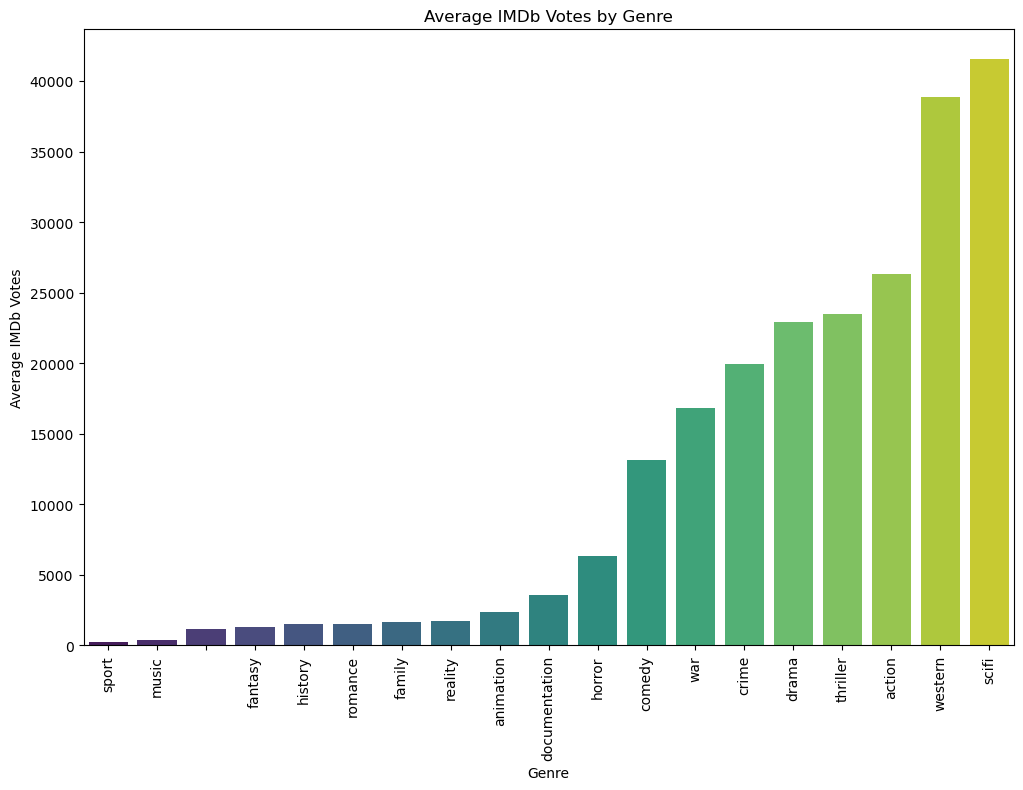 Average IMDb Votes by Genre
Average IMDb Votes
40000
35000
30000
25000
20000
15000
10000
5000
0
sport
music
fantasy
history
romance
family
reality
animation
documentation
horror
comedy
war
crime
drama
thriller
action
western
scifi
Genre